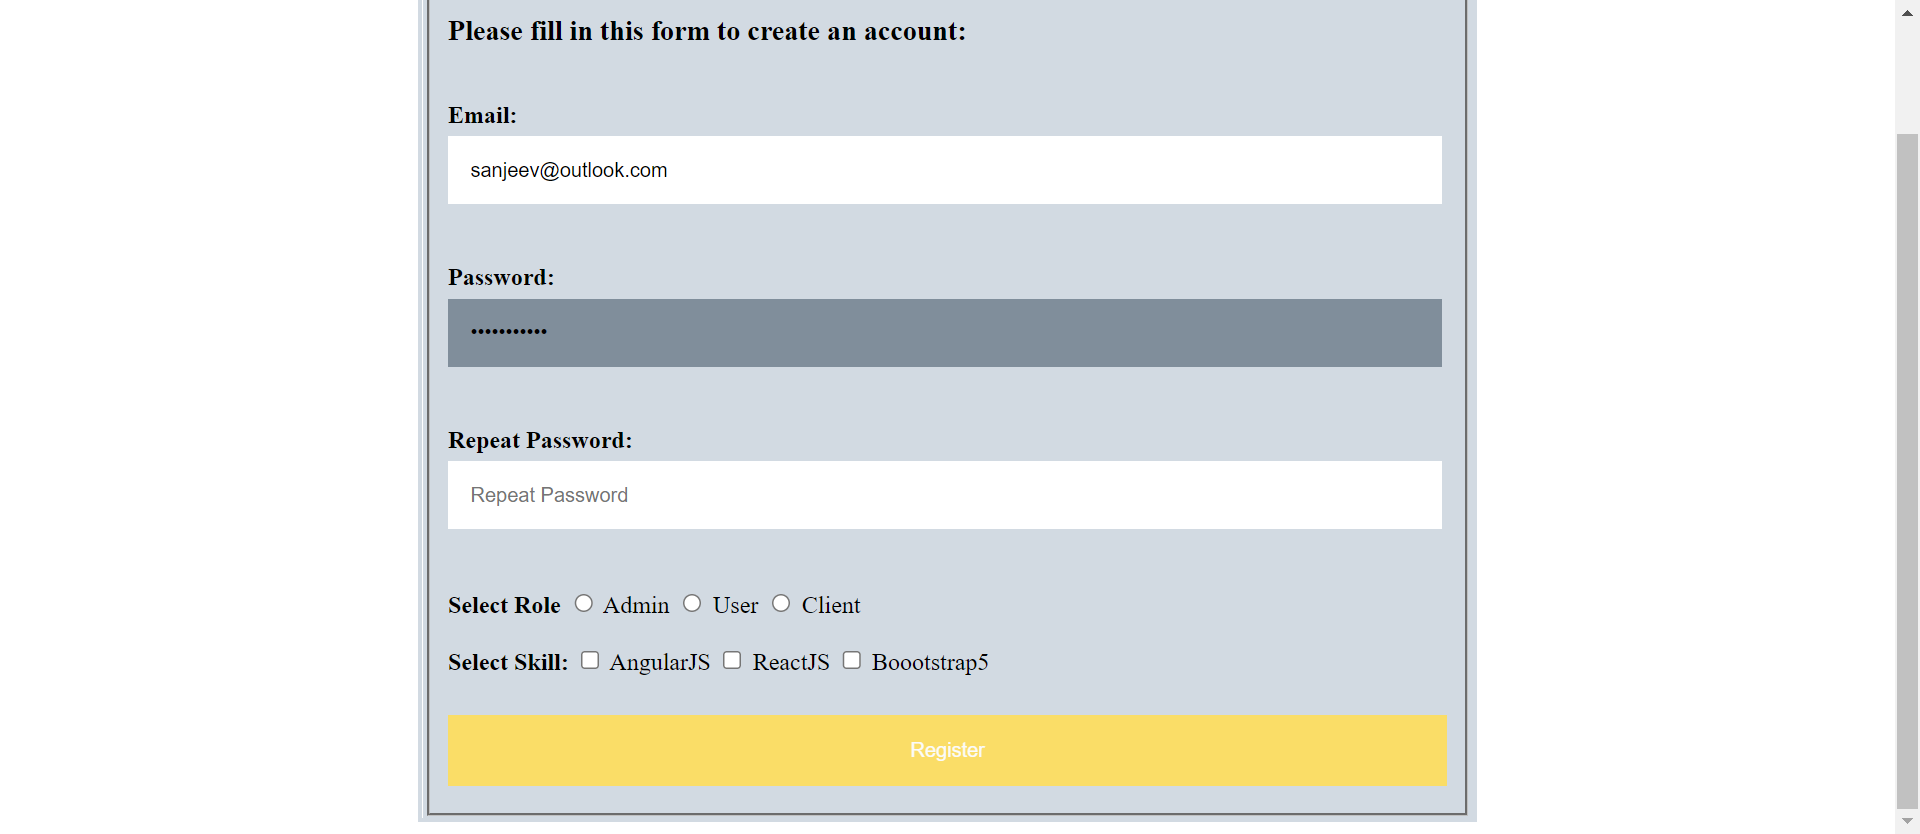 Please fill in this form to create an account:
Email:
sanjeev@outlook.com
Password:
•••••••••••
Repeat Password:
Repeat Password
Select Role Admin User Client
Select Skill: AngularJS ReactJS Boootstrap5
Register